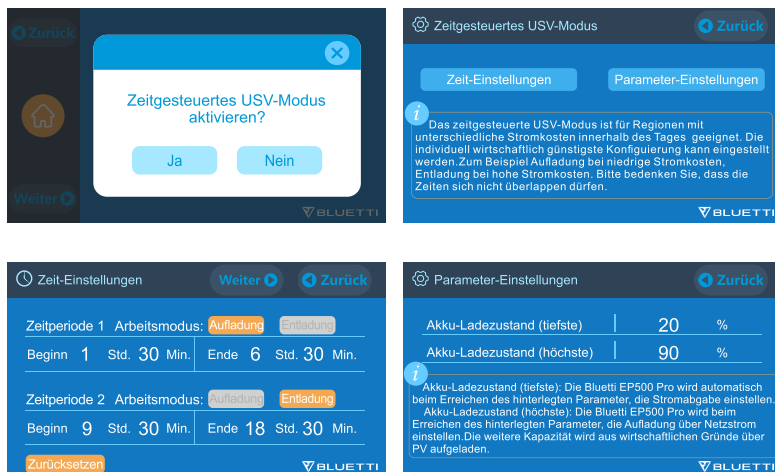 Zurück
Zeitgesteuertes USV-Modus
aktivieren?
Ja
Nein
Weiter
BLUETTI
Zeitgesteuertes USV-Modus
Zurück
Zeit-Einstellungen
Parameter-Einstellungen
i
Das zeitgesteuerte USV-Modus ist für Regionen mit
unterschiedliche Stromkosten innerhalb des Tages geeignet. Die
individuell wirtschaftlich günstigste Konfiguierung kann eingestellt
werden.Zum Beispiel Aufladung bei niedrige Stromkosten,
Entladung bei hohe Stromkosten. Bitte bedenken Sie, dass die
Zeiten sich nicht überlappen dürfen.
BLUETTI
Zeit-Einstellungen
Weiter
Zurück
Zeitperiode 1 Arbeitsmodus: Aufladung Entladung
Beginn 1 Std. 30 Min. Ende 6 Std. 30 Min.
Zeitperiode 2 Arbeitsmodus: Aufladung Entladung
Beginn 9 Std. 30 Min. Ende 18 Std. 30 Min.
Zurücksetzen
BLUETTI
Parameter-Einstellungen
Zurück
Akku-Ladezustand (tiefste) 20 %
Akku-Ladezustand (höchste) 90 %
i
Akku-Ladezustand (tiefste): Die Bluetti EP500 Pro wird automatisch
beim Erreichen des hinterlegten Parameter, die Stromabgabe einstellen.
Akku-Ladezustand (höchste): Die Bluetti EP500 Pro wird beim
Erreichen des hinterlegten Parameter, die Aufladung über Netzstrom
einstellen.Die weitere Kapazität wird aus wirtschaftlichen Gründe über
PV aufgeladen.
BLUETTI